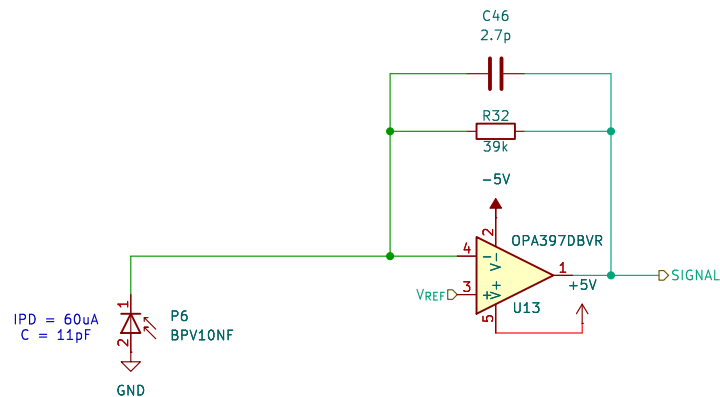 C46
2.7p
R32
39k
-5V
2
OPA397DBVR
4
-
V-
1
SIGNAL
+5V
VREF
3
+
V+
U13
5
1
IPD = 60uA
P6
C = 11pF
BPV10NF
2
GND